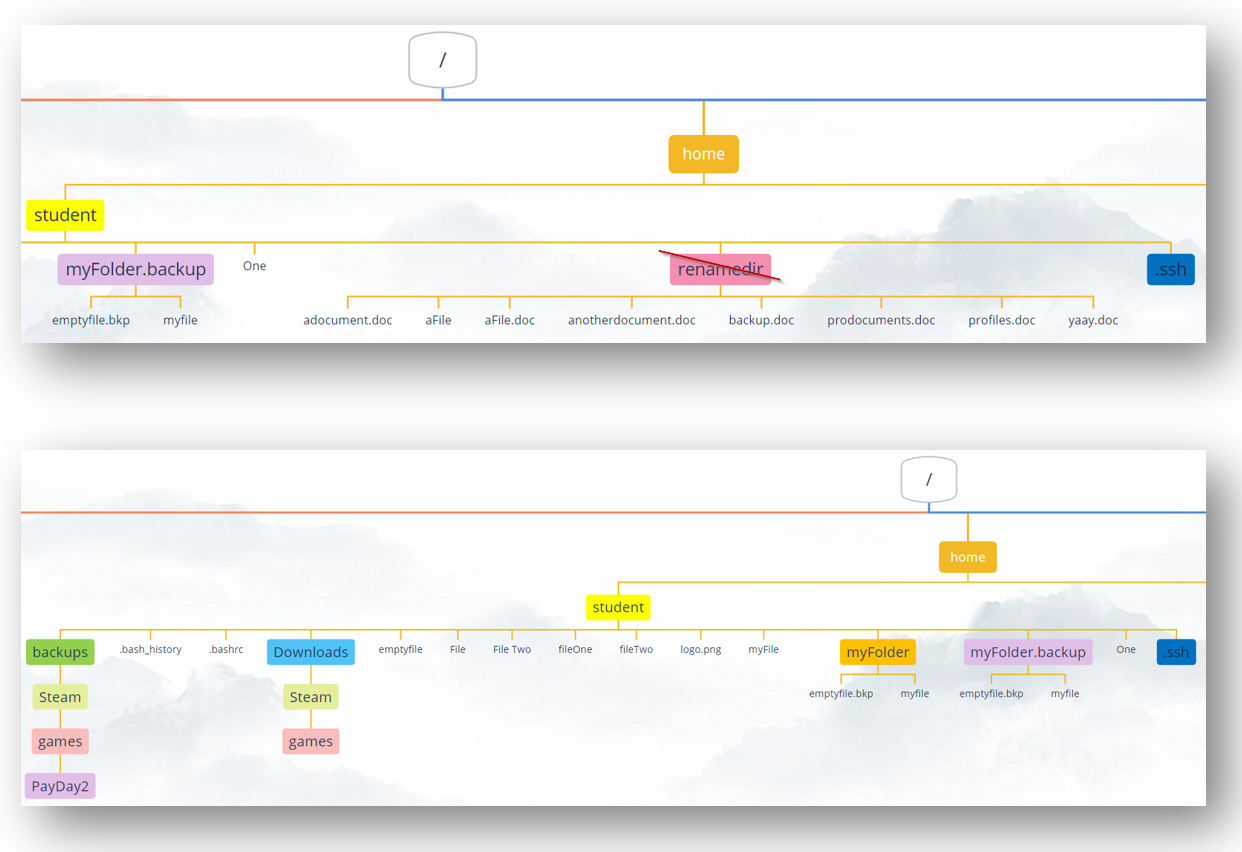 /
home
student
myFolder.backup One renamedir .ssh
emptyfile.bkp myfile adocument.doc aFile aFile.doc anotherdocument.doc backup.doc prodocuments.doc profiles.doc yaay.doc
/
home
student
backups .bash_history .bashrc Downloads emptyfile File File Two fileOne fileTwo logo.png myFile myFolder myFolder.backup One .ssh
Steam Steam emptyfile.bkp myfile emptyfile.bkp myfile
games games
PayDay2